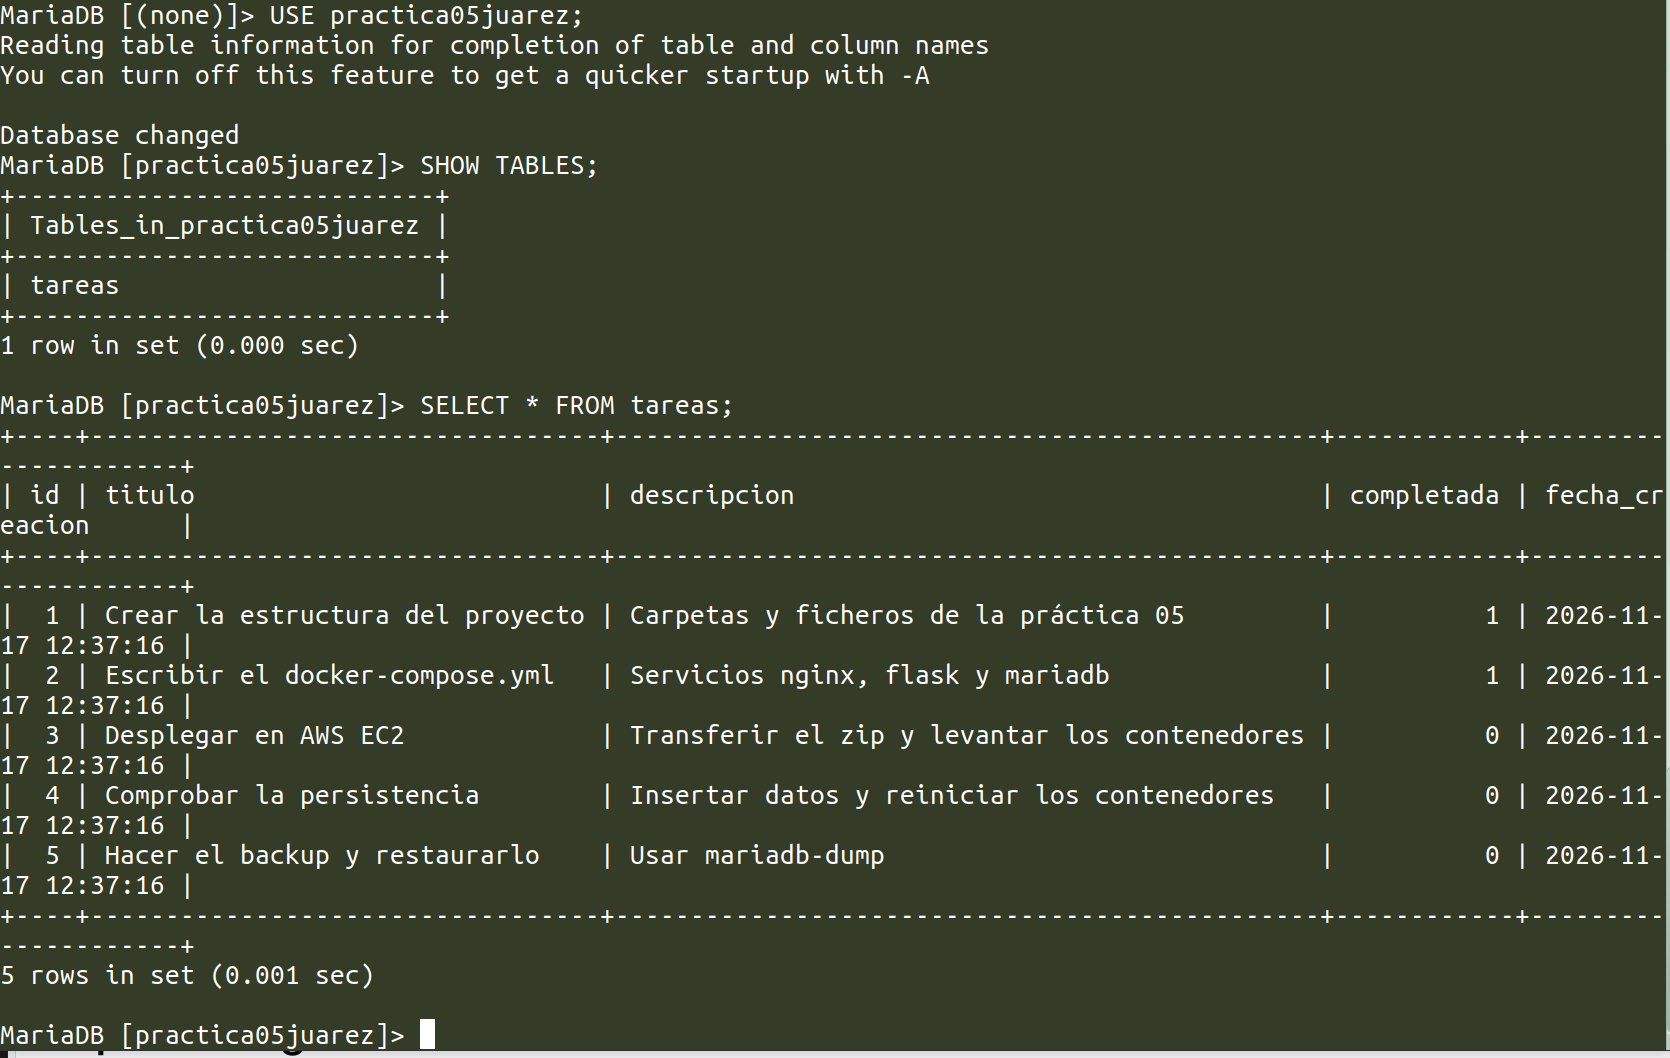 MariaDB [(none)]> USE practica05juarez;
Reading table information for completion of table and column names
You can turn off this feature to get a quicker startup with -A

Database changed
MariaDB [practica05juarez]> SHOW TABLES;
+----------------------------+
| Tables_in_practica05juarez |
+----------------------------+
| tareas                     |
+----------------------------+
1 row in set (0.000 sec)

MariaDB [practica05juarez]> SELECT * FROM tareas;
+----+----------------------------------+-----------------------------------------------+------------+---------
------------+
| id | titulo                           | descripcion                                   | completada | fecha_cr
eacion      |
+----+----------------------------------+-----------------------------------------------+------------+---------
------------+
|  1 | Crear la estructura del proyecto | Carpetas y ficheros de la práctica 05         |          1 | 2026-11-
17 12:37:16 |
|  2 | Escribir el docker-compose.yml   | Servicios nginx, flask y mariadb              |          1 | 2026-11-
17 12:37:16 |
|  3 | Desplegar en AWS EC2             | Transferir el zip y levantar los contenedores |          0 | 2026-11-
17 12:37:16 |
|  4 | Comprobar la persistencia        | Insertar datos y reiniciar los contenedores   |          0 | 2026-11-
17 12:37:16 |
|  5 | Hacer el backup y restaurarlo    | Usar mariadb-dump                             |          0 | 2026-11-
17 12:37:16 |
+----+----------------------------------+-----------------------------------------------+------------+---------
------------+
5 rows in set (0.001 sec)

MariaDB [practica05juarez]>